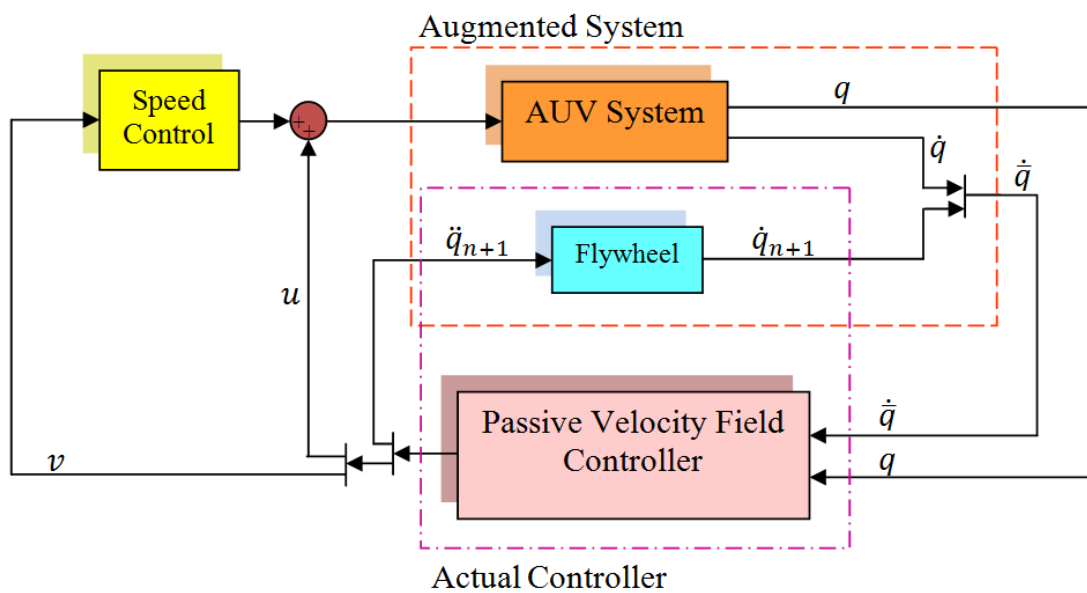 Augmented System
Speed
Control
+
+
AUV System
q
q̇
q̅̇
q̈ₙ₊₁
Flywheel
q̇ₙ₊₁
u
Passive Velocity Field
Controller
q̅̇
q
v
Actual Controller